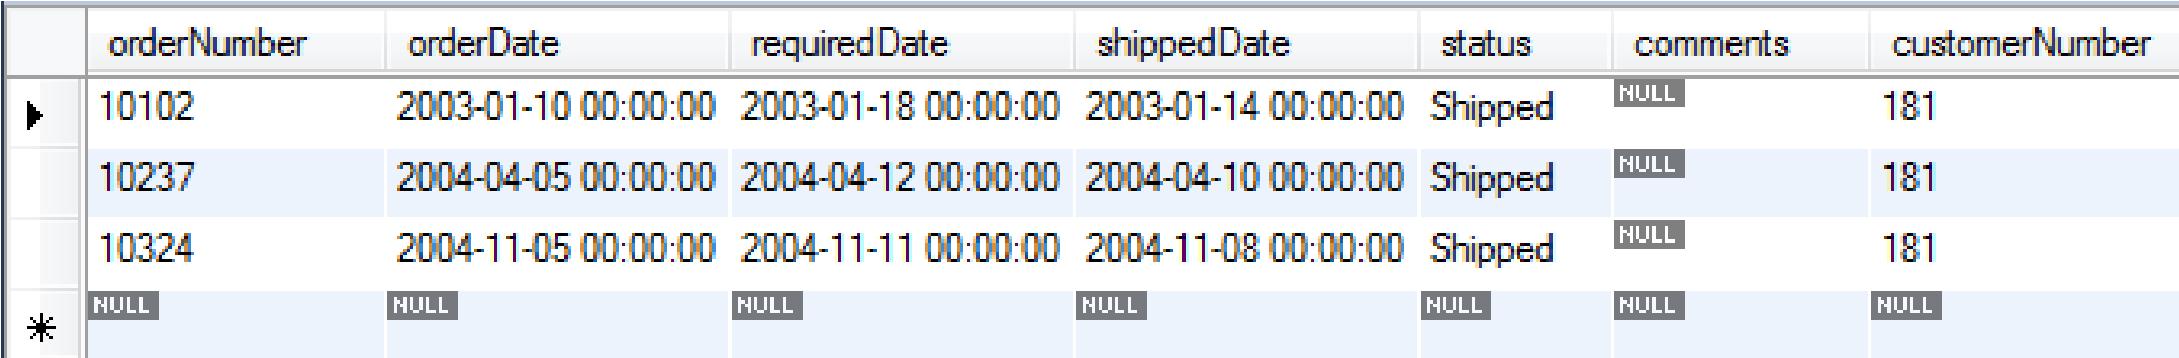 orderNumber orderDate requiredDate shippedDate status comments customerNumber
10102 2003-01-10 00:00:00 2003-01-18 00:00:00 2003-01-14 00:00:00 Shipped NULL 181
10237 2004-04-05 00:00:00 2004-04-12 00:00:00 2004-04-10 00:00:00 Shipped NULL 181
10324 2004-11-05 00:00:00 2004-11-11 00:00:00 2004-11-08 00:00:00 Shipped NULL 181
NULL NULL NULL NULL NULL NULL NULL